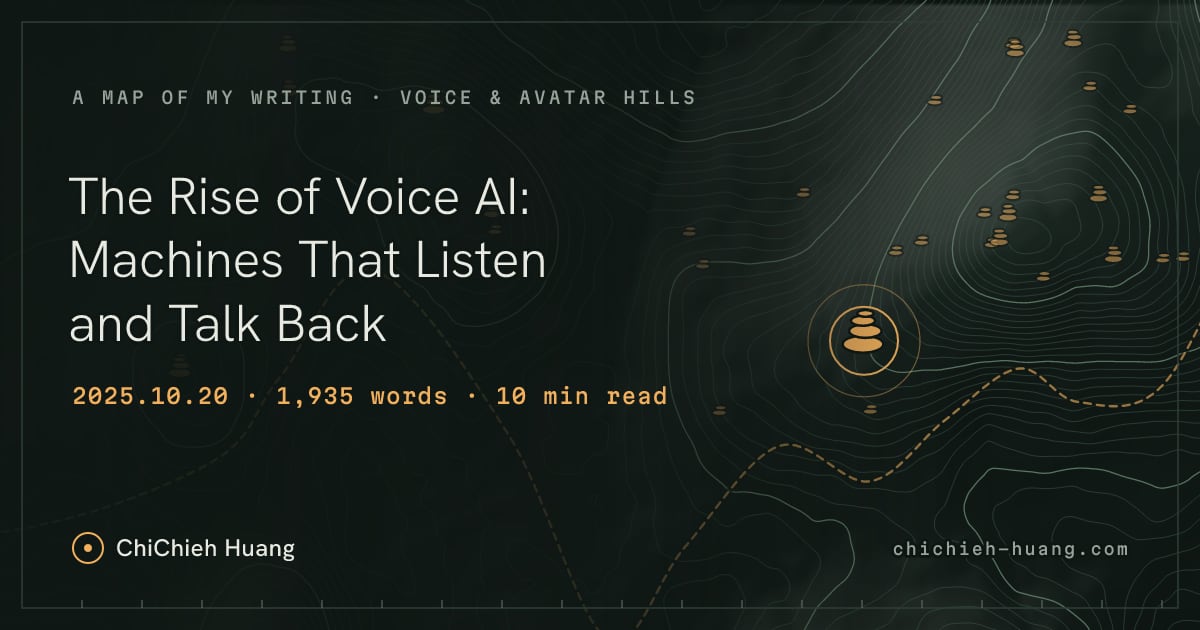 A MAP OF MY WRITING · VOICE & AVATAR HILLS
The Rise of Voice AI:
Machines That Listen
and Talk Back
2025.10.20 · 1,935 words · 10 min read
ChiChieh Huang
chichieh-huang.com